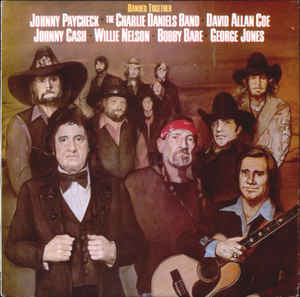 BANDED TOGETHER
JOHNNY PAYCHECK THE CHARLIE DANIELS BAND DAVID ALLAN COE
JOHNNY CASH WILLIE NELSON BOBBY BARE GEORGE JONES